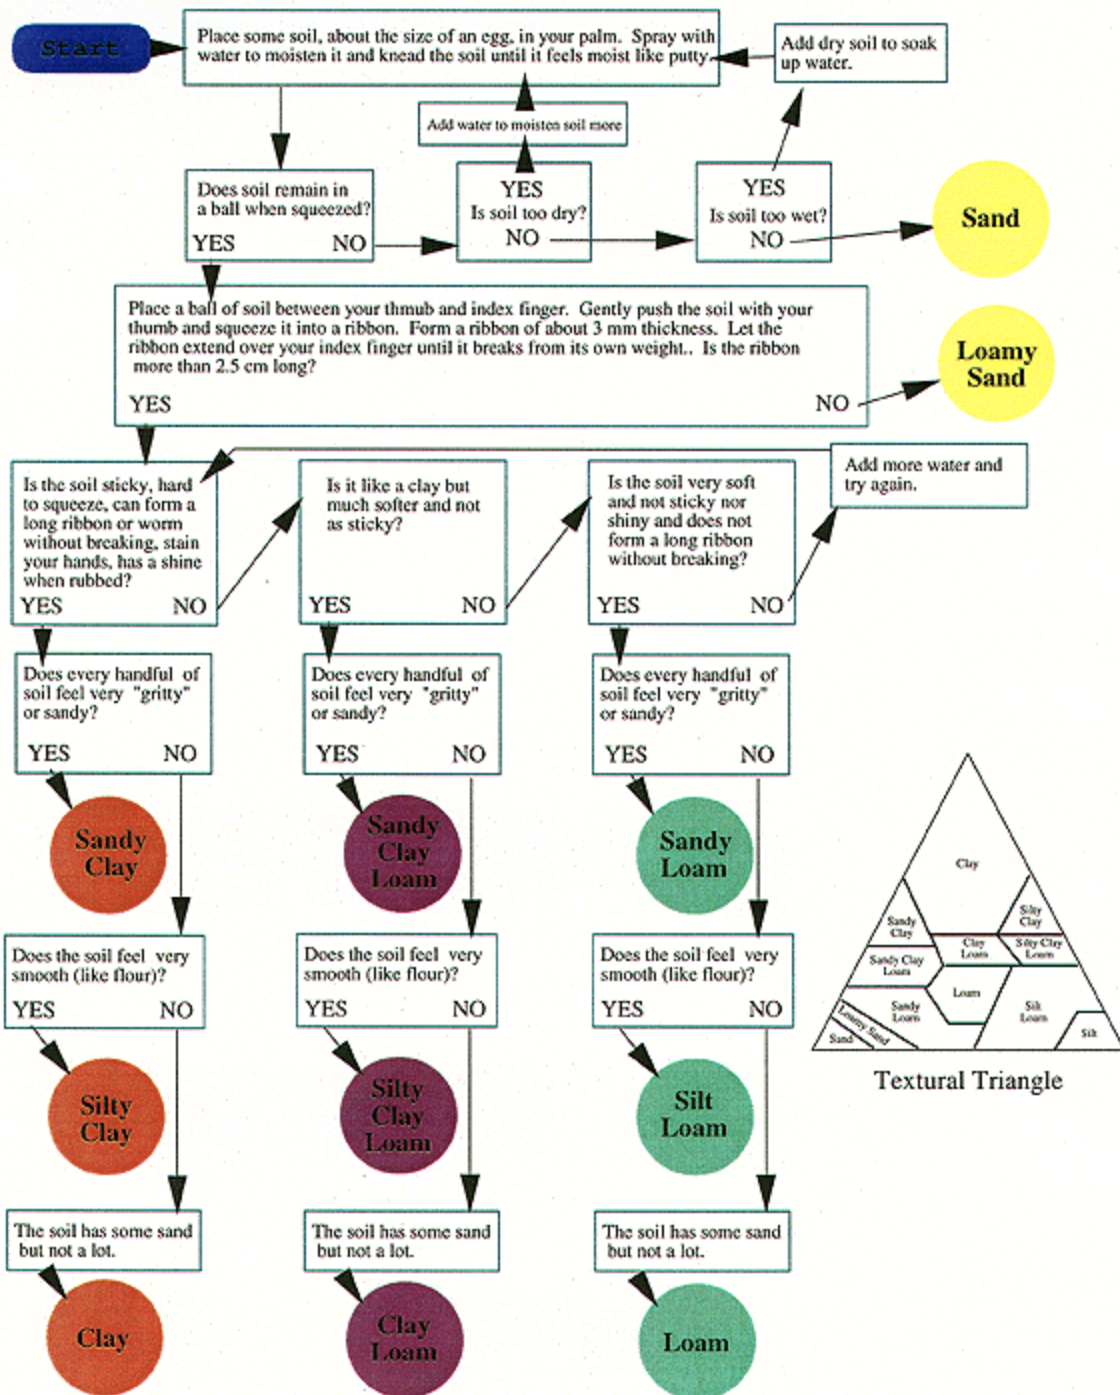 Start
Place some soil, about the size of an egg, in your palm. Spray with
water to moisten it and knead the soil until it feels moist like putty.
Add dry soil to soak
up water.
Add water to moisten soil more
Does soil remain in
a ball when squeezed?
YES NO
YES
Is soil too dry?
NO
YES
Is soil too wet?
NO
Sand
Place a ball of soil between your thmub and index finger. Gently push the soil with your
thumb and squeeze it into a ribbon. Form a ribbon of about 3 mm thickness. Let the
ribbon extend over your index finger until it breaks from its own weight.. Is the ribbon
more than 2.5 cm long?
YES NO
Loamy
Sand
Is the soil sticky, hard
to squeeze, can form a
long ribbon or worm
without breaking, stain
your hands, has a shine
when rubbed?
YES NO
Is it like a clay but
much softer and not
as sticky?
YES NO
Is the soil very soft
and not sticky nor
shiny and does not
form a long ribbon
without breaking?
YES NO
Add more water and
try again.
Does every handful of
soil feel very "gritty"
or sandy?
YES NO
Does every handful of
soil feel very "gritty"
or sandy?
YES NO
Does every handful of
soil feel very "gritty"
or sandy?
YES NO
Sandy
Clay
Sandy
Clay
Loam
Sandy
Loam
Does the soil feel very
smooth (like flour)?
YES NO
Does the soil feel very
smooth (like flour)?
YES NO
Does the soil feel very
smooth (like flour)?
YES NO
Silty
Clay
Silty
Clay
Loam
Silt
Loam
The soil has some sand
but not a lot.
The soil has some sand
but not a lot.
The soil has some sand
but not a lot.
Clay
Clay
Loam
Loam
Clay
Sandy
Clay
Silty
Clay
Clay
Loam
Silty Clay
Loam
Sandy Clay
Loam
Loam
Sandy
Loam
Silt
Loam
Loamy Sand
Sand
Silt
Textural Triangle